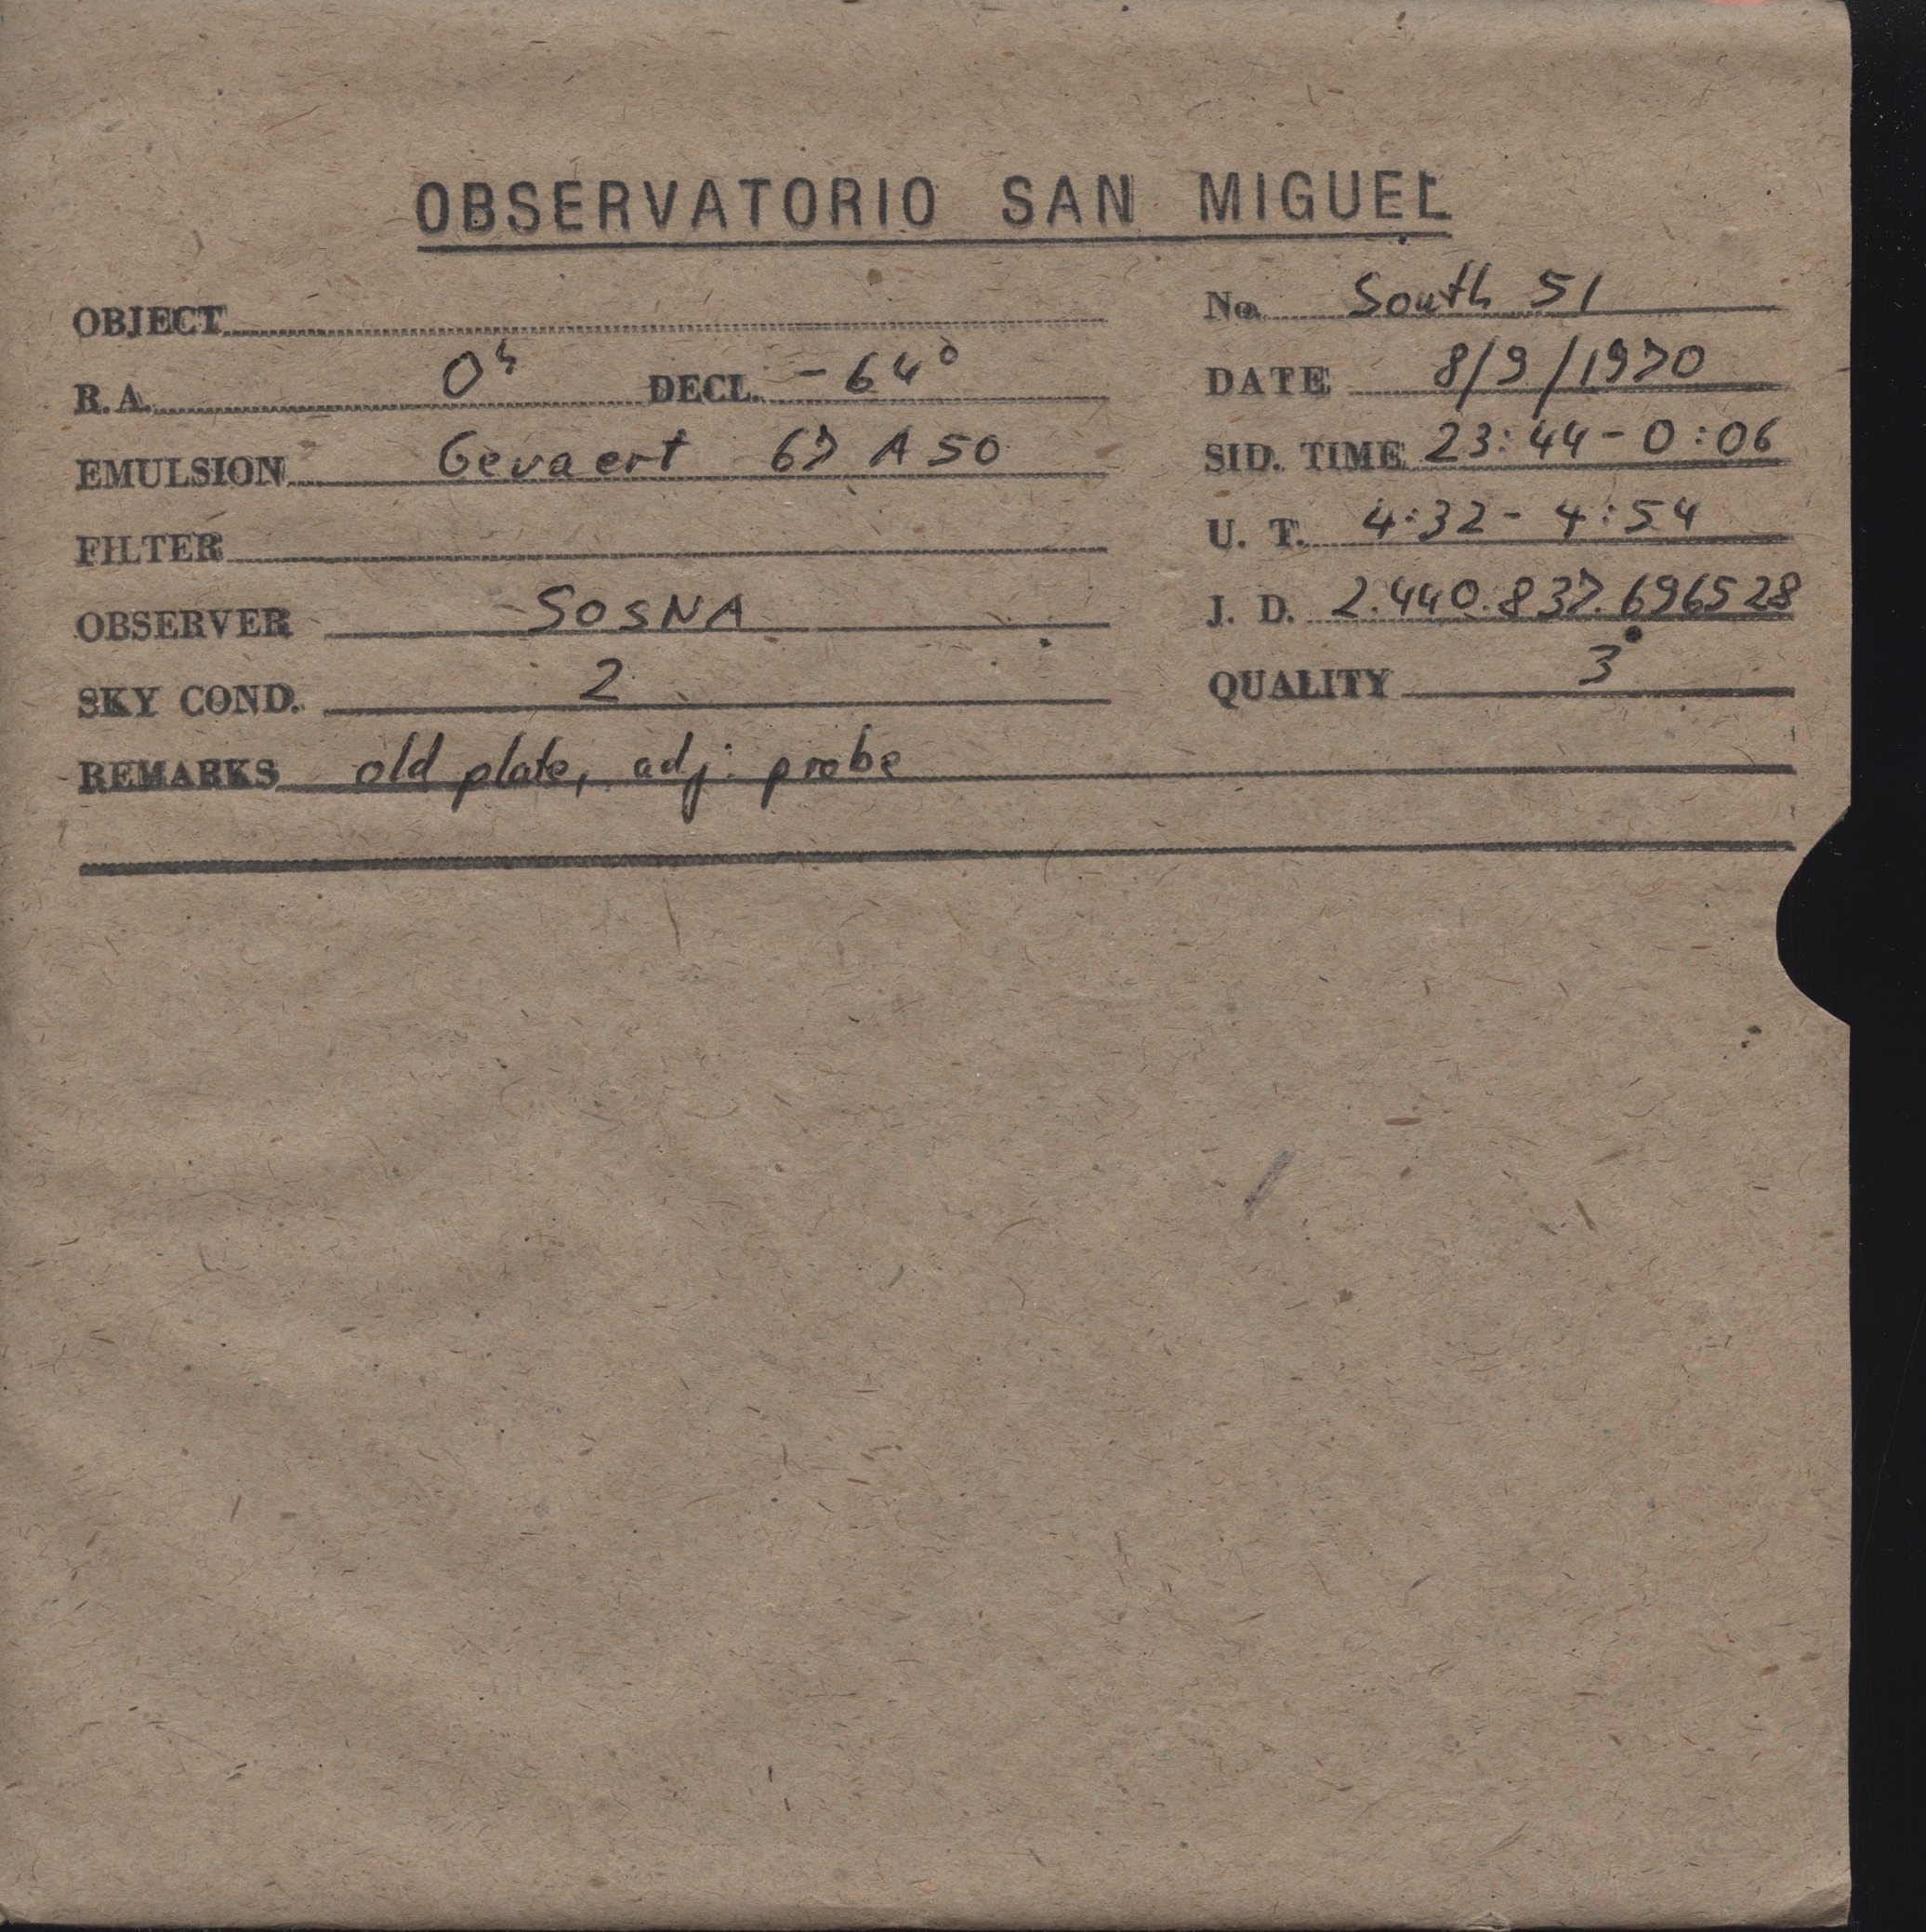 OBSERVATORIO SAN MIGUEL
OBJECT
No. South 51
R.A. 0h DECL. -64°
DATE 8/9/1970
EMULSION Gevaert 67 A 50
SID. TIME 23:44-0:06
FILTER
U. T. 4:32-4:54
OBSERVER SOSNA
J. D. 2.440.837.696528
SKY COND. 2
QUALITY 3
REMARKS old plate, adj. probe